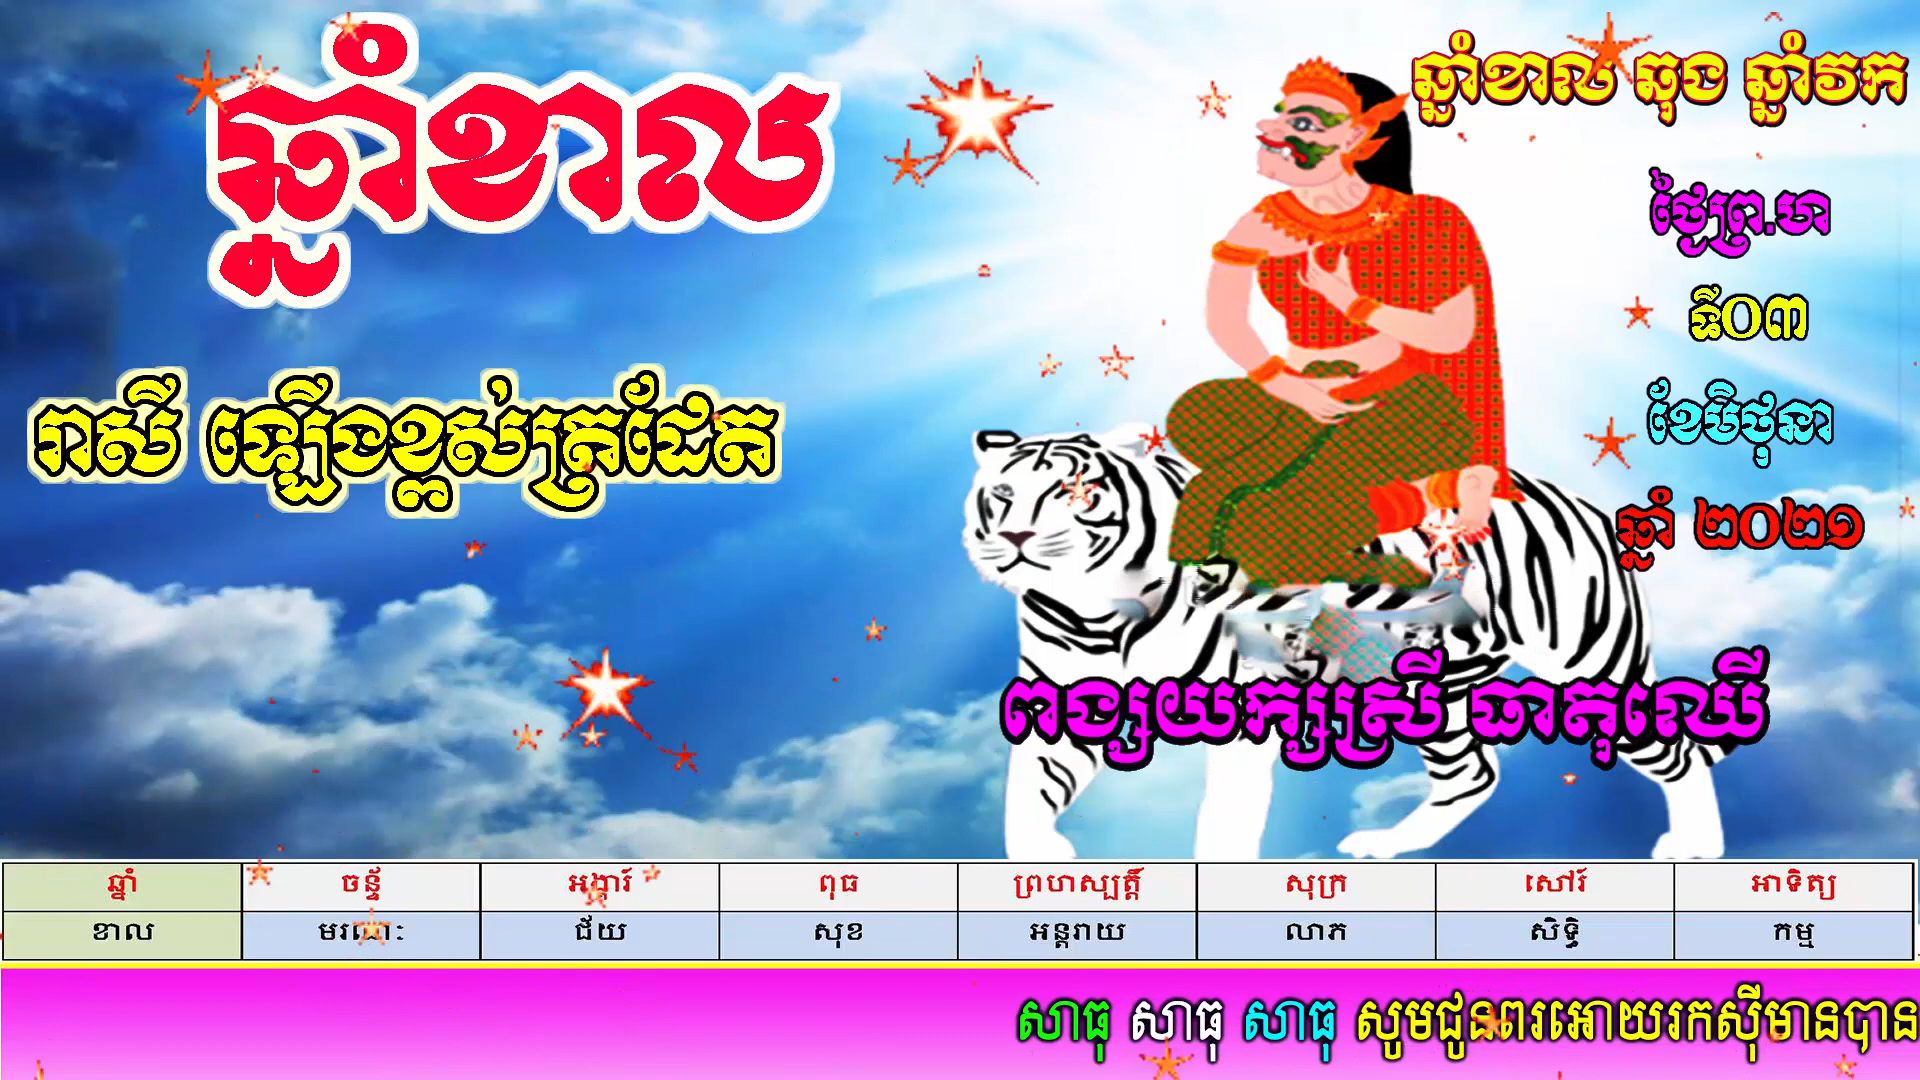 ឆ្នាំខាល
ឆ្នាំខាល ឆុង ឆ្នាំវក
ថ្ងៃព្រ.ហ
ទី០៣
ខែមិថុនា
ឆ្នាំ ២០២១
រាសី ឡើងខ្ពស់ត្រដែត
ពង្សយក្សស្រី ធាតុឈើ
ឆ្នាំ ចន្ទ័ អង្គារ៍ ពុធ ព្រហស្បត្តិ៍ សុក្រ សៅរ៍ អាទិត្យ
ខាល មរណោះ ជ័យ សុខ អន្តរាយ លាភ សិទ្ធិ កម្ម
សាធុ សាធុ សាធុ សូមជូនពរអោយរកស៊ីមានបាន